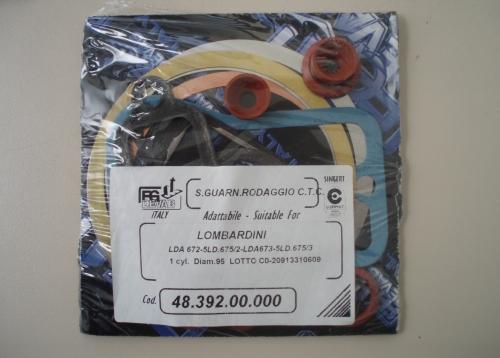 S.GUARN.RODAGGIO C.T.C.
ITALY
Adattabile - Suitable For
LOMBARDINI
LDA 672-5LD.675/2-LDA673-5LD.675/3
1 cyl. Diam.95 LOTTO C0-20913310609
Cod. 48.392.00.000